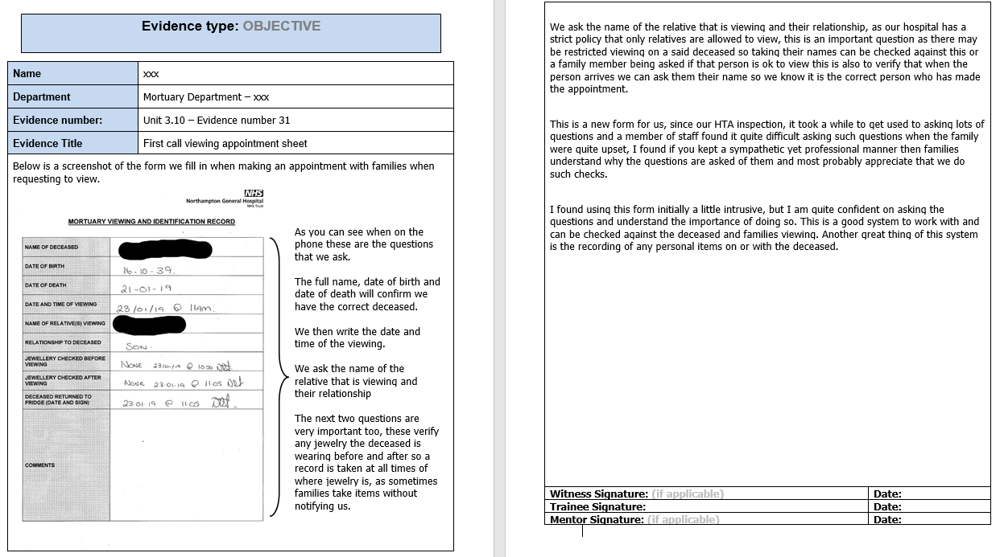 Evidence type: OBJECTIVE
Name xxx
Department Mortuary Department – xxx
Evidence number: Unit 3.10 – Evidence number 31
Evidence Title First call viewing appointment sheet
Below is a screenshot of the form we fill in when making an appointment with families when
requesting to view.
NHS
Northampton General Hospital
NHS Trust
MORTUARY VIEWING AND IDENTIFICATION RECORD
NAME OF DECEASED
DATE OF BIRTH 16-10-39.
DATE OF DEATH 21-01-19
DATE AND TIME OF VIEWING 23/01/19 @ 11am.
NAME OF RELATIVE(S) VIEWING
RELATIONSHIP TO DECEASED SON.
JEWELLERY CHECKED BEFORE
VIEWING NONE 23/01/19 @ 1050
JEWELLERY CHECKED AFTER
VIEWING NONE 23.01.19 @ 11.05
DECEASED RETURNED TO
FRIDGE (DATE AND SIGN) 23.01.19 @ 11.05
COMMENTS
As you can see when on the
phone these are the questions
that we ask.
The full name, date of birth and
date of death will confirm we
have the correct deceased.
We then write the date and
time of the viewing.
We ask the name of the
relative that is viewing and
their relationship
The next two questions are
very important too, these verify
any jewelry the deceased is
wearing before and after so a
record is taken at all times of
where jewelry is, as sometimes
families take items without
notifying us.
We ask the name of the relative that is viewing and their relationship, as our hospital has a
strict policy that only relatives are allowed to view, this is an important question as there may
be restricted viewing on a said deceased so taking their names can be checked against this or
a family member being asked if that person is ok to view this is also to verify that when the
person arrives we can ask them their name so we know it is the correct person who has made
the appointment.
This is a new form for us, since our HTA inspection, it took a while to get used to asking lots of
questions and a member of staff found it quite difficult asking such questions when the family
were quite upset, I found if you kept a sympathetic yet professional manner then families
understand why the questions are asked of them and most probably appreciate that we do
such checks.
I found using this form initially a little intrusive, but I am quite confident on asking the
questions and understand the importance of doing so. This is a good system to work with and
can be checked against the deceased and families viewing. Another great thing of this system
is the recording of any personal items on or with the deceased.
Witness Signature: (if applicable) Date:
Trainee Signature: Date:
Mentor Signature: (if applicable) Date: